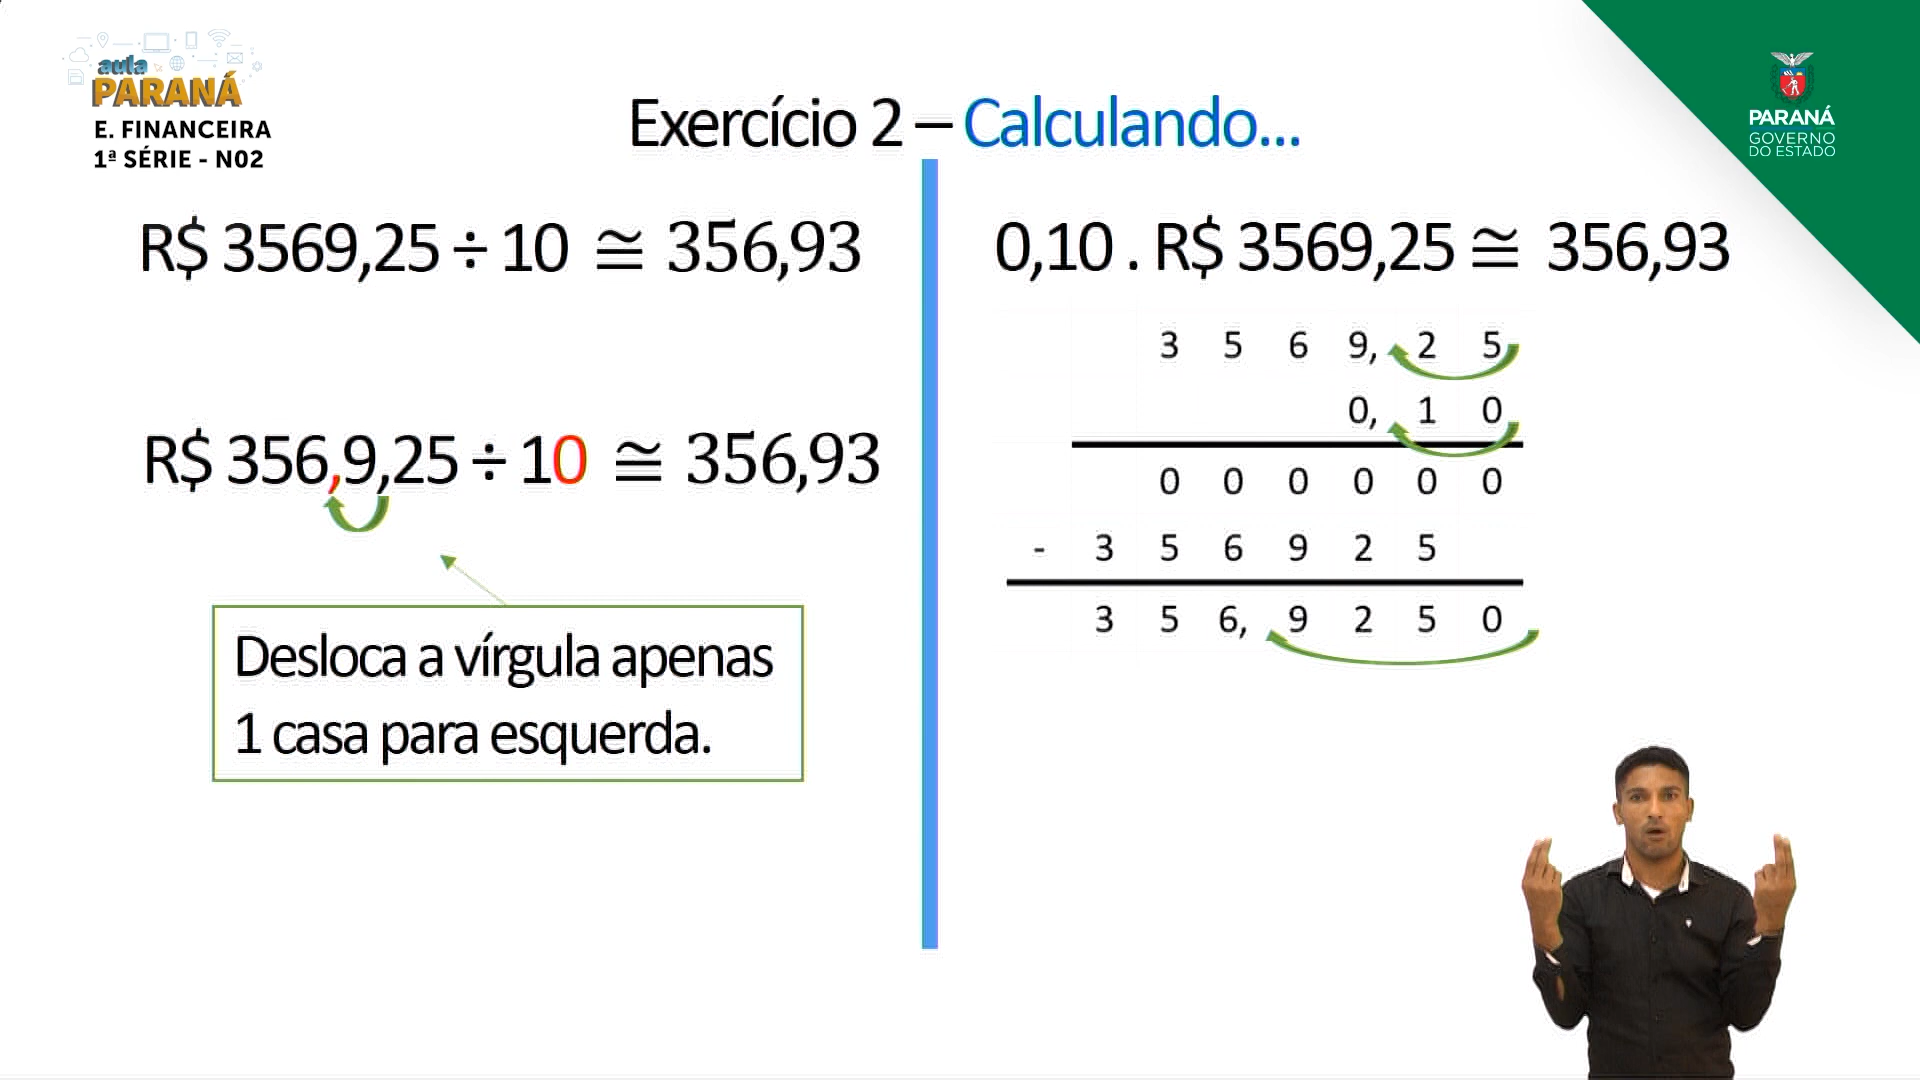 aula
PARANÁ
E. FINANCEIRA
1ª SÉRIE - N02
PARANÁ
GOVERNO
DO ESTADO
Exercício 2 – Calculando...
R$ 3569,25 ÷ 10 ≅ 356,93
R$ 356,9,25 ÷ 10 ≅ 356,93
Desloca a vírgula apenas
1 casa para esquerda.
0,10 . R$ 3569,25 ≅ 356,93
3 5 6 9, 2 5
0, 1 0
0 0 0 0 0 0
- 3 5 6 9 2 5
3 5 6, 9 2 5 0